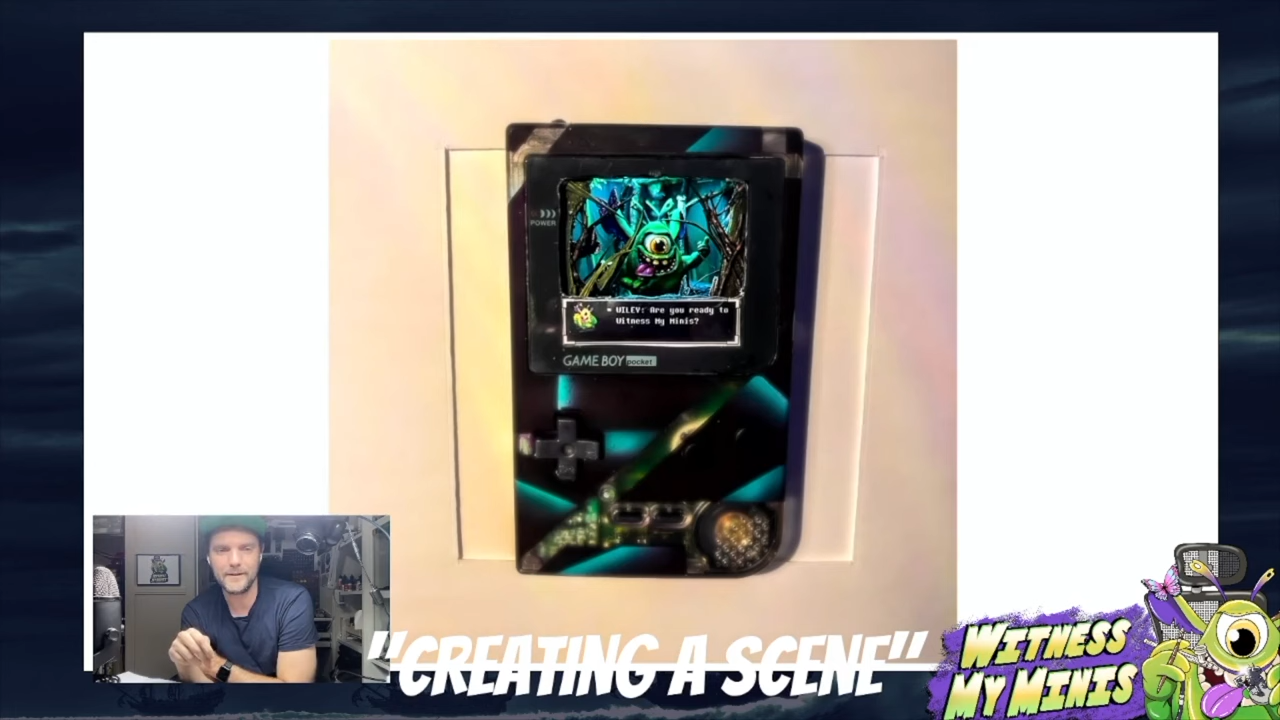 POWER
WILEY: Are you ready to
Witness My Minis?
GAME BOY pocket
"CREATING A SCENE"
WITNESS
MY MINIS